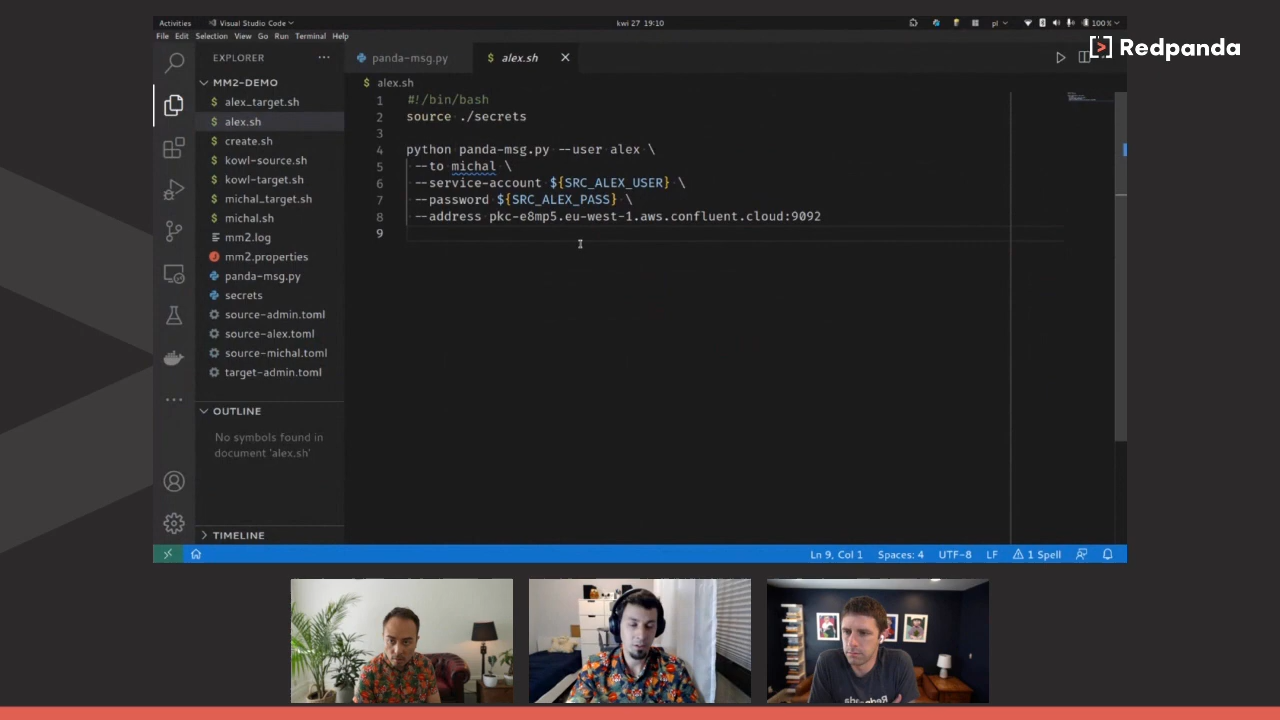 Activities
Visual Studio Code
kwi 27 19:10
pl
100 %
File Edit Selection View Go Run Terminal Help
Redpanda
EXPLORER
panda-msg.py
$ alex.sh
MM2-DEMO
$ alex_target.sh
$ alex.sh
$ create.sh
$ kowl-source.sh
$ kowl-target.sh
$ michal_target.sh
$ michal.sh
mm2.log
mm2.properties
panda-msg.py
secrets
source-admin.toml
source-alex.toml
source-michal.toml
target-admin.toml
OUTLINE
No symbols found in
document 'alex.sh'
TIMELINE
$ alex.sh
1 #!/bin/bash
2 source ./secrets
3
4 python panda-msg.py --user alex \
5 --to michal \
6 --service-account ${SRC_ALEX_USER} \
7 --password ${SRC_ALEX_PASS} \
8 --address pkc-e8mp5.eu-west-1.aws.confluent.cloud:9092
9
Ln 9, Col 1 Spaces: 4 UTF-8 LF 1 Spell